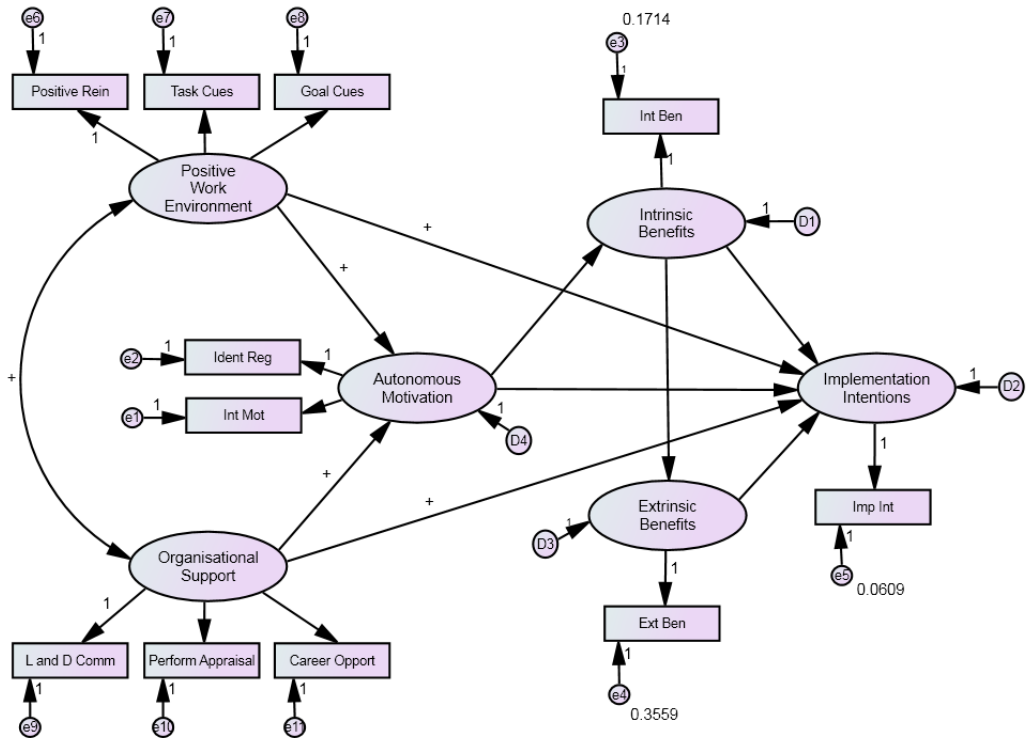 e6
e7
e8
1
1
1
0.1714
e3
1
Positive Rein
Task Cues
Goal Cues
Int Ben
1
1
Positive
Work
Environment
Intrinsic
Benefits
1
D1
+
+
+
e2
1
Ident Reg
1
e1
1
Int Mot
Autonomous
Motivation
1
D4
Implementation
Intentions
1
D2
+
+
1
Organisational
Support
Extrinsic
Benefits
D3
1
Imp Int
1
e5
0.0609
1
1
L and D Comm
Perform Appraisal
Career Opport
Ext Ben
1
1
1
1
e9
e10
e11
e4
0.3559